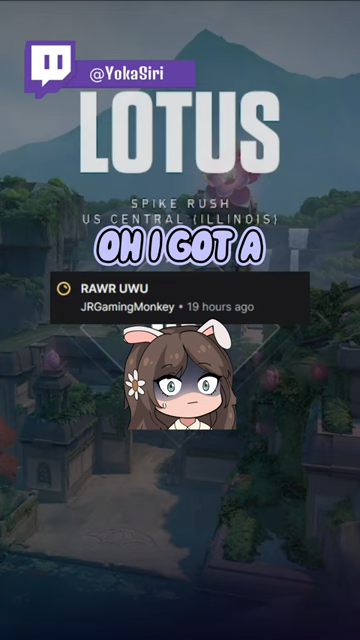 @YokaSiri
LOTUS
SPIKE RUSH
US CENTRAL (ILLINOIS)
OH I GOT A
RAWR UWU
JRGamingMonkey • 19 hours ago